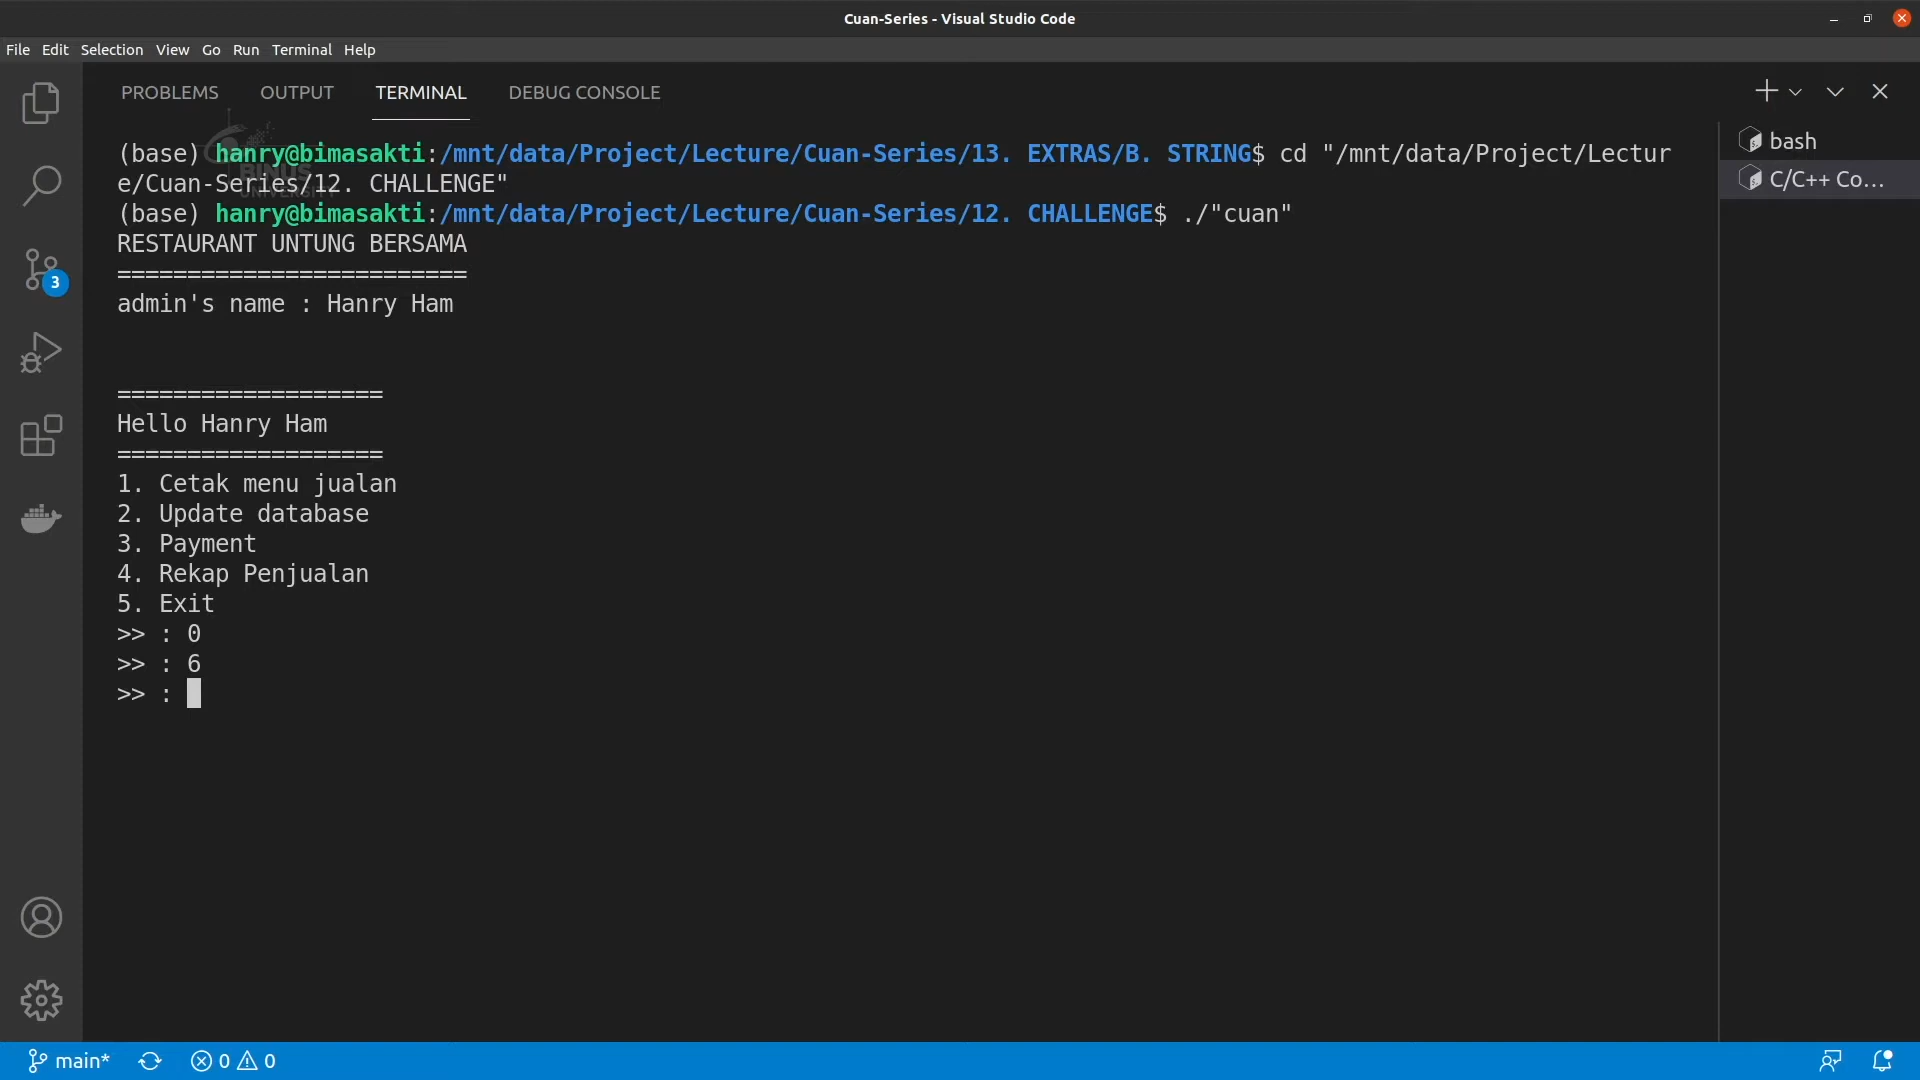 Cuan-Series - Visual Studio Code
File Edit Selection View Go Run Terminal Help
PROBLEMS OUTPUT TERMINAL DEBUG CONSOLE
(base) hanry@bimasakti:/mnt/data/Project/Lecture/Cuan-Series/13. EXTRAS/B. STRING$ cd "/mnt/data/Project/Lectur
e/Cuan-Series/12. CHALLENGE"
(base) hanry@bimasakti:/mnt/data/Project/Lecture/Cuan-Series/12. CHALLENGE$ ./"cuan"
RESTAURANT UNTUNG BERSAMA
=========================
admin's name : Hanry Ham
===================
Hello Hanry Ham
===================
1. Cetak menu jualan
2. Update database
3. Payment
4. Rekap Penjualan
5. Exit
>> : 0
>> : 6
>> :
bash
C/C++ Co...
3
BINUS
UNIVERSITY
main* 0 0